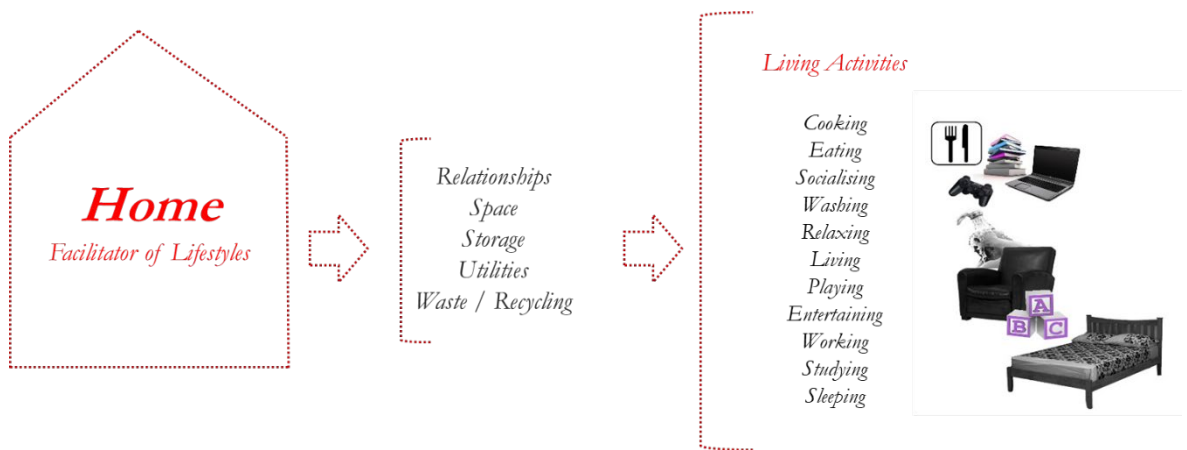 Home
Facilitator of Lifestyles
Relationships
Space
Storage
Utilities
Waste / Recycling
Living Activities
Cooking
Eating
Socialising
Washing
Relaxing
Living
Playing
Entertaining
Working
Studying
Sleeping
A
B C